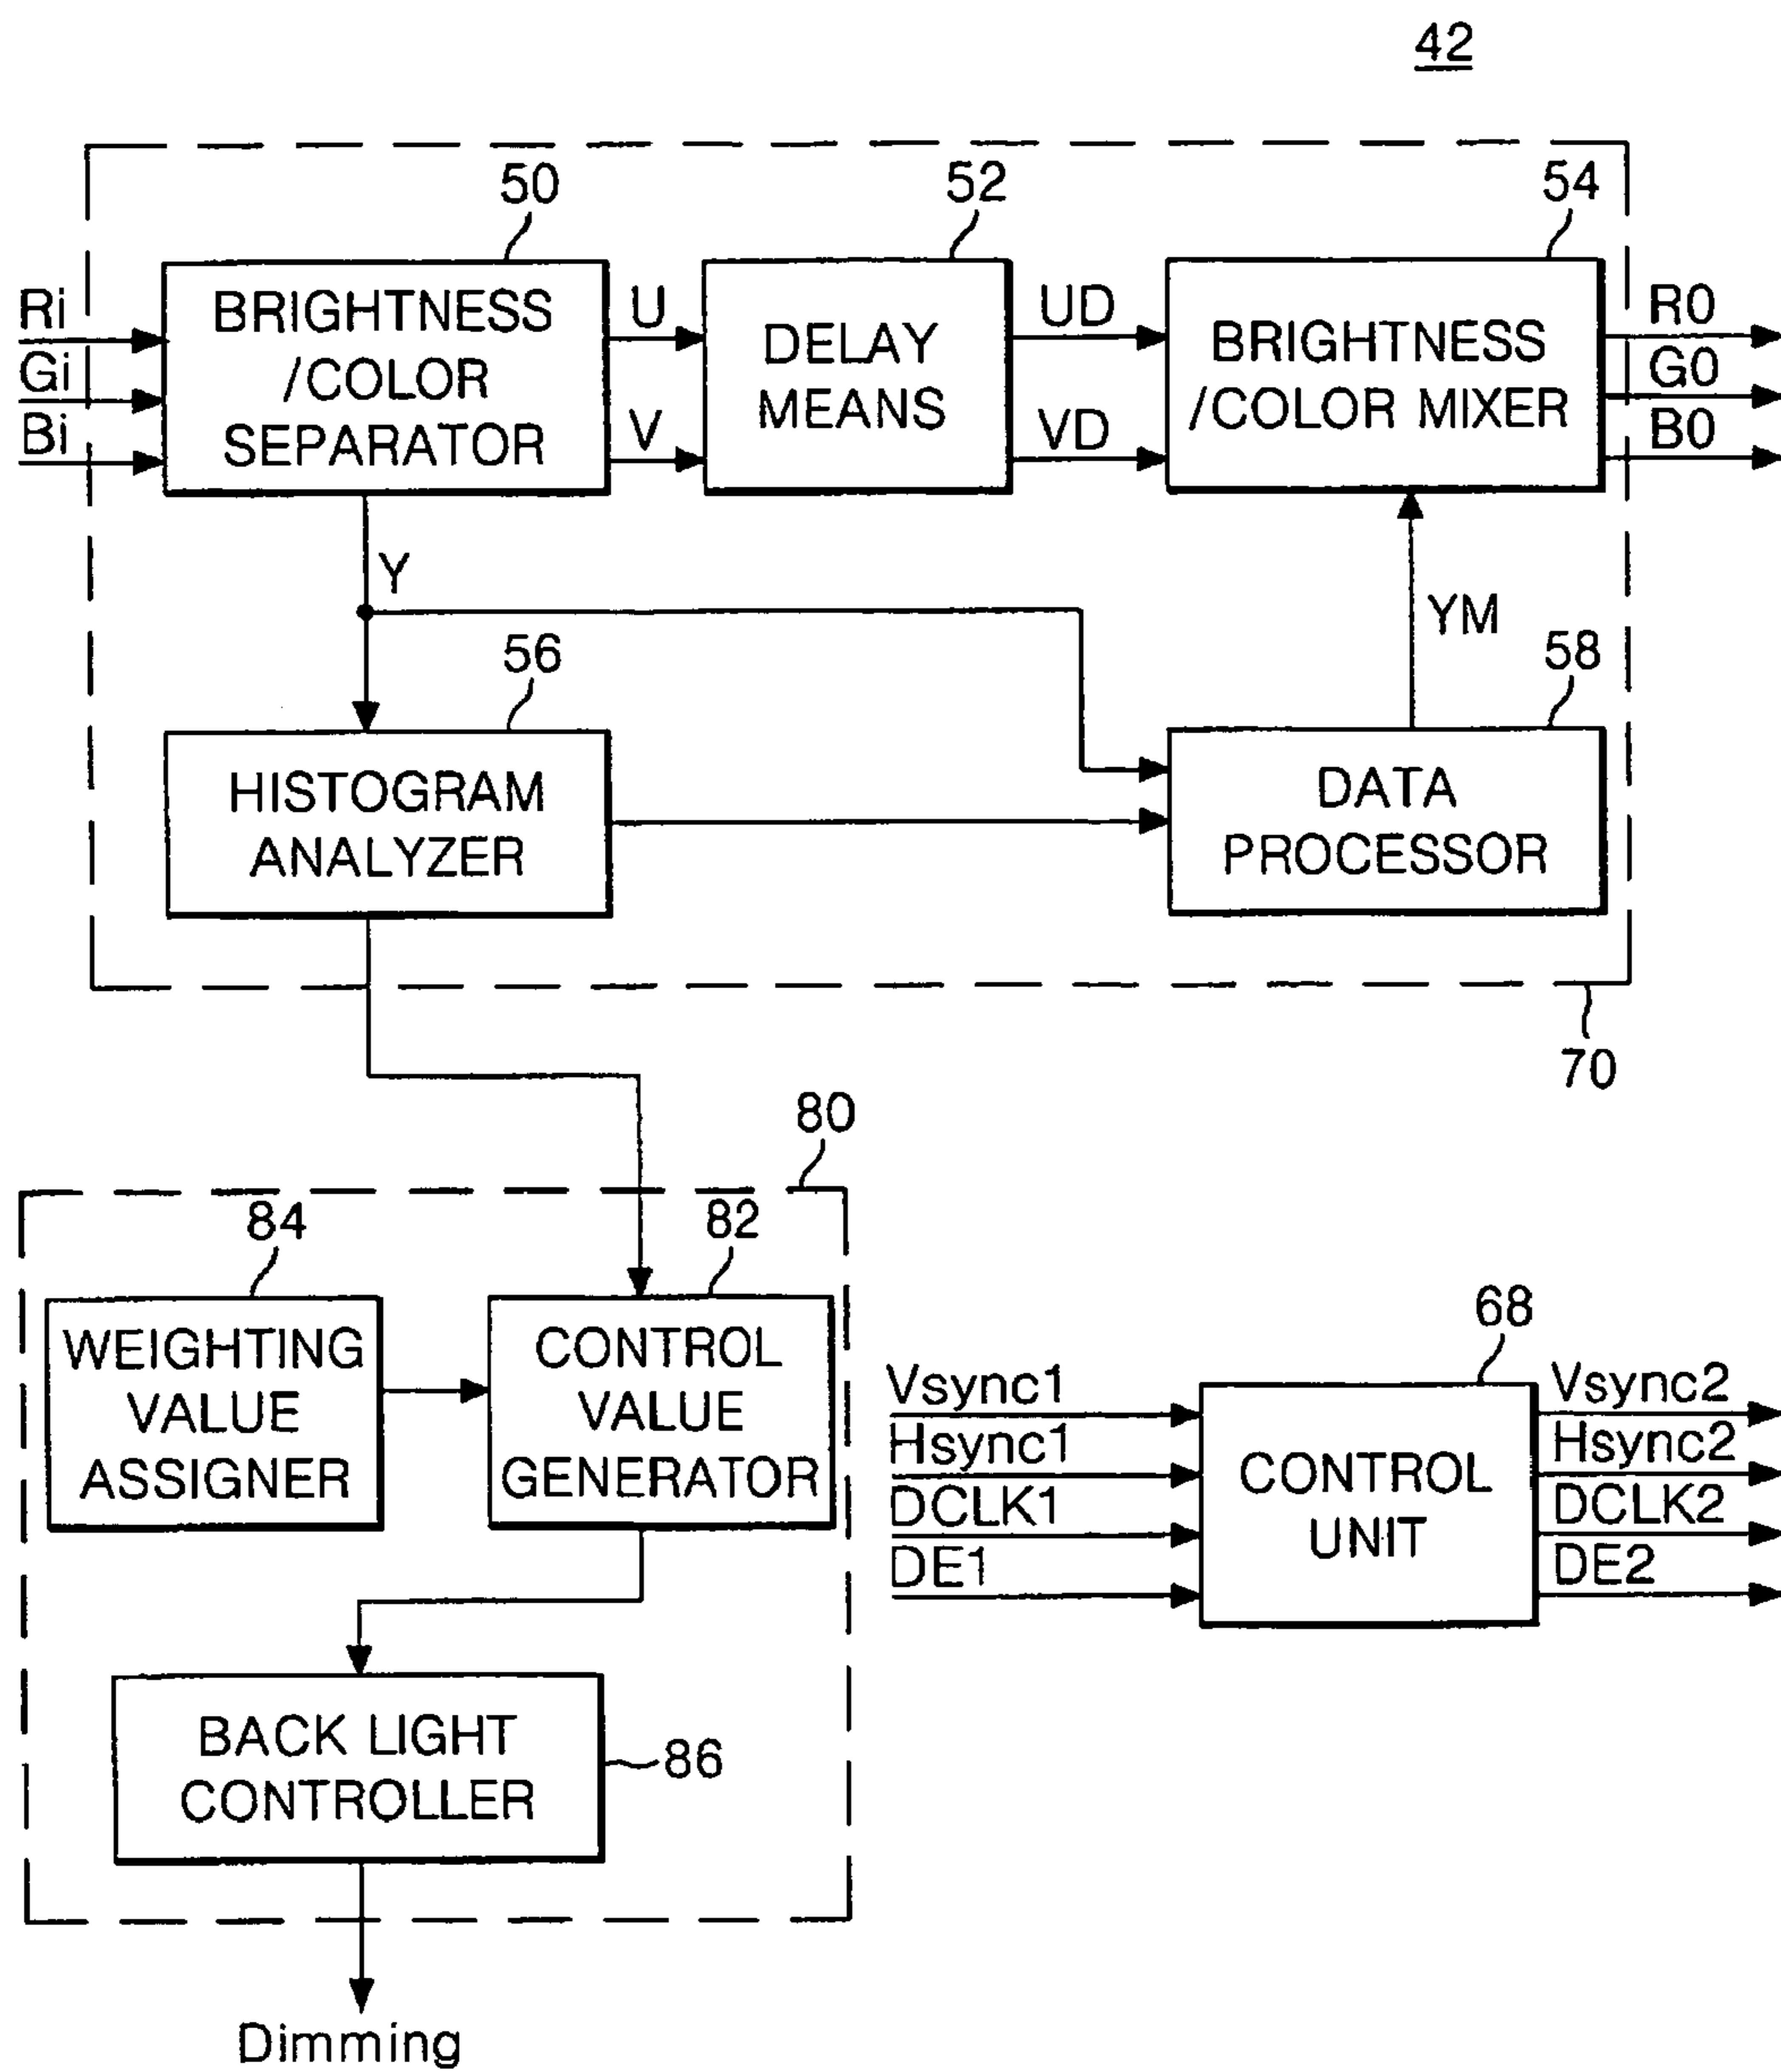 42
50
52
54
Ri
Gi
Bi
BRIGHTNESS
/COLOR
SEPARATOR
U
V
DELAY
MEANS
UD
VD
BRIGHTNESS
/COLOR MIXER
R0
G0
B0
Y
YM
56
58
HISTOGRAM
ANALYZER
DATA
PROCESSOR
70
80
84
82
WEIGHTING
VALUE
ASSIGNER
CONTROL
VALUE
GENERATOR
68
Vsync1
Hsync1
DCLK1
DE1
CONTROL
UNIT
Vsync2
Hsync2
DCLK2
DE2
BACK LIGHT
CONTROLLER
86
Dimming